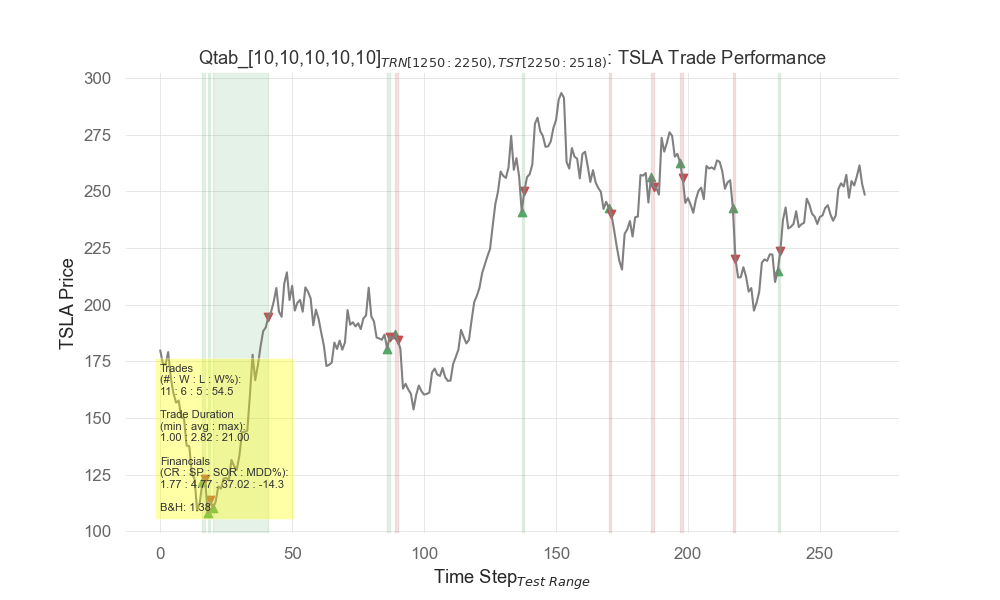 Qtab_[10,10,10,10,10]TRN[1250:2250),TST[2250:2518): TSLA Trade Performance
300
275
250
225
200
175
150
125
100
TSLA Price
Trades
(# : W : L : W%):
11 : 6 : 5 : 54.5
Trade Duration
(min : avg : max):
1.00 : 2.82 : 21.00
Financials
(CR : SP : SOR : MDD%):
1.77 : 4.77 : 37.02 : -14.3
B&H: 1.38
0 50 100 150 200 250
Time Step Test Range